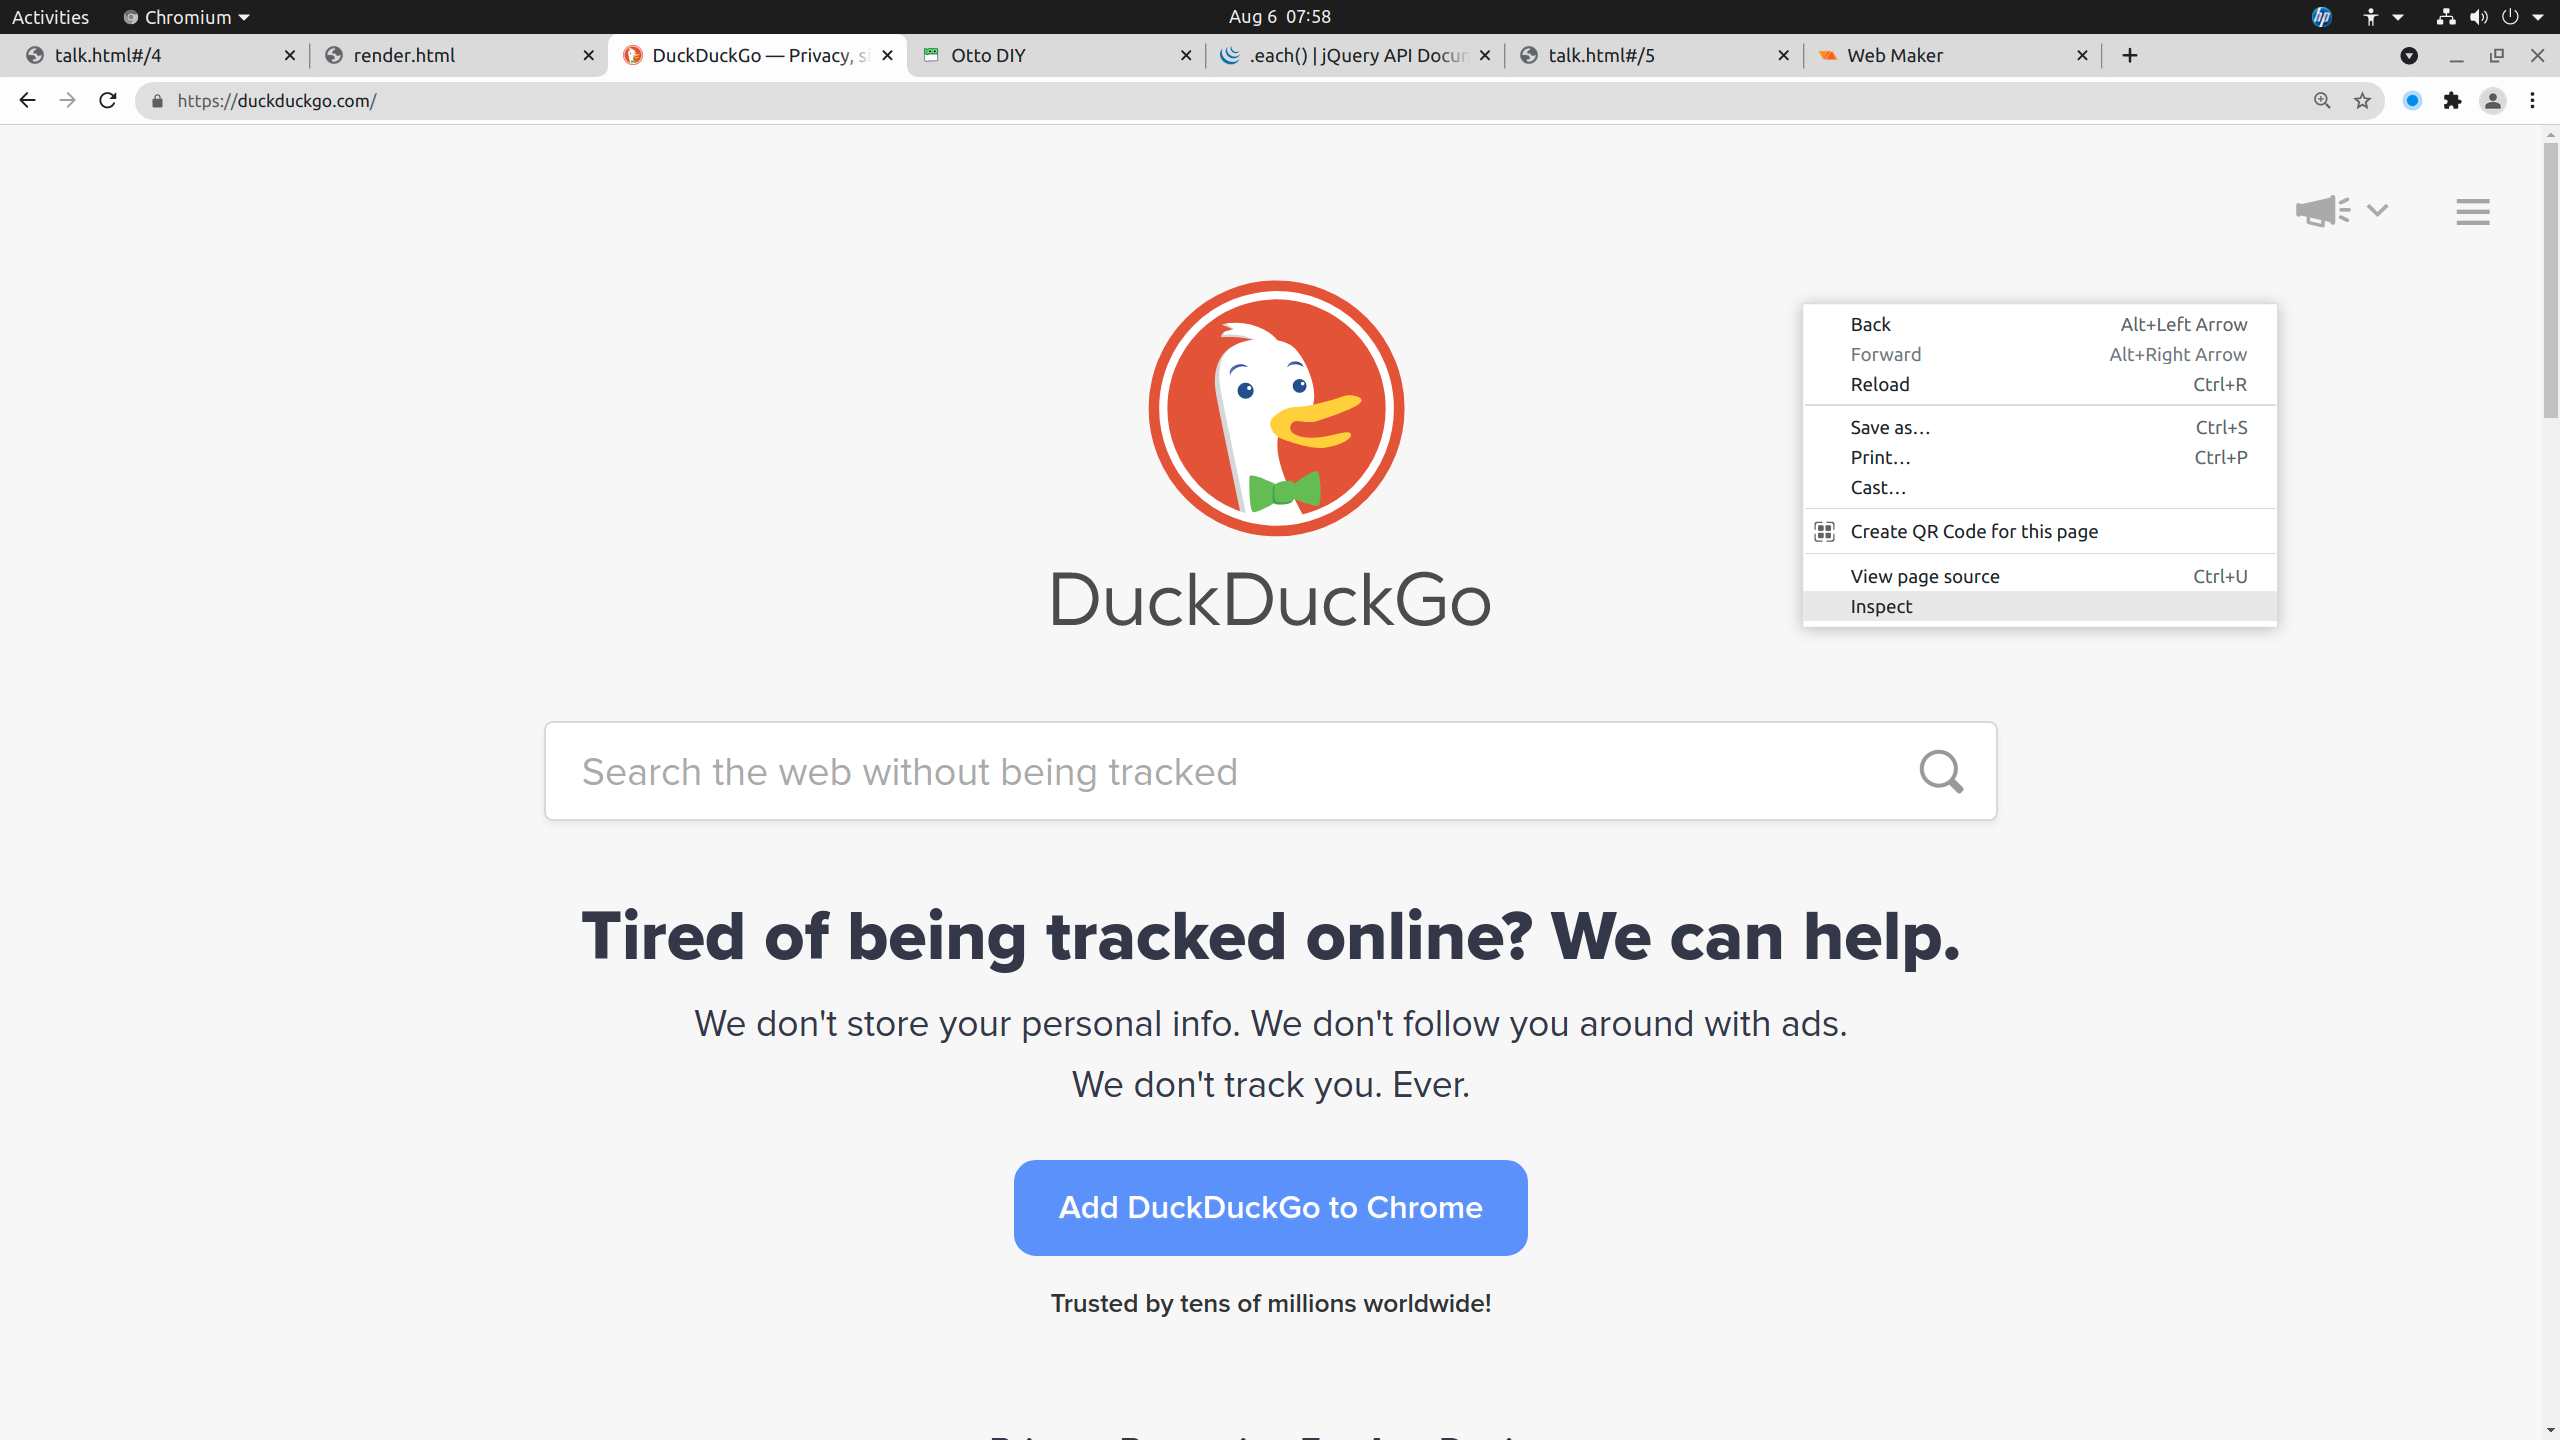 Activities
Chromium
Aug 6 07:58
talk.html#/4
render.html
DuckDuckGo — Privacy, si
Otto DIY
.each() | jQuery API Docum
talk.html#/5
Web Maker
https://duckduckgo.com/
DuckDuckGo
Back Alt+Left Arrow
Forward Alt+Right Arrow
Reload Ctrl+R
Save as… Ctrl+S
Print… Ctrl+P
Cast…
Create QR Code for this page
View page source Ctrl+U
Inspect
Search the web without being tracked
Tired of being tracked online? We can help.
We don't store your personal info. We don't follow you around with ads.
We don't track you. Ever.
Add DuckDuckGo to Chrome
Trusted by tens of millions worldwide!